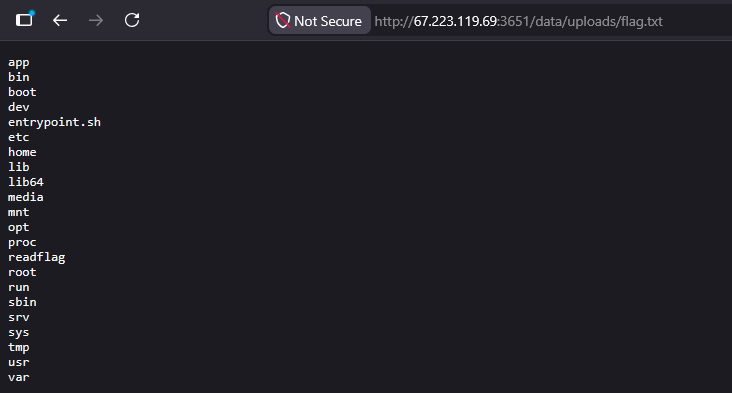 Not Secure http://67.223.119.69:3651/data/uploads/flag.txt
app
bin
boot
dev
entrypoint.sh
etc
home
lib
lib64
media
mnt
opt
proc
readflag
root
run
sbin
srv
sys
tmp
usr
var